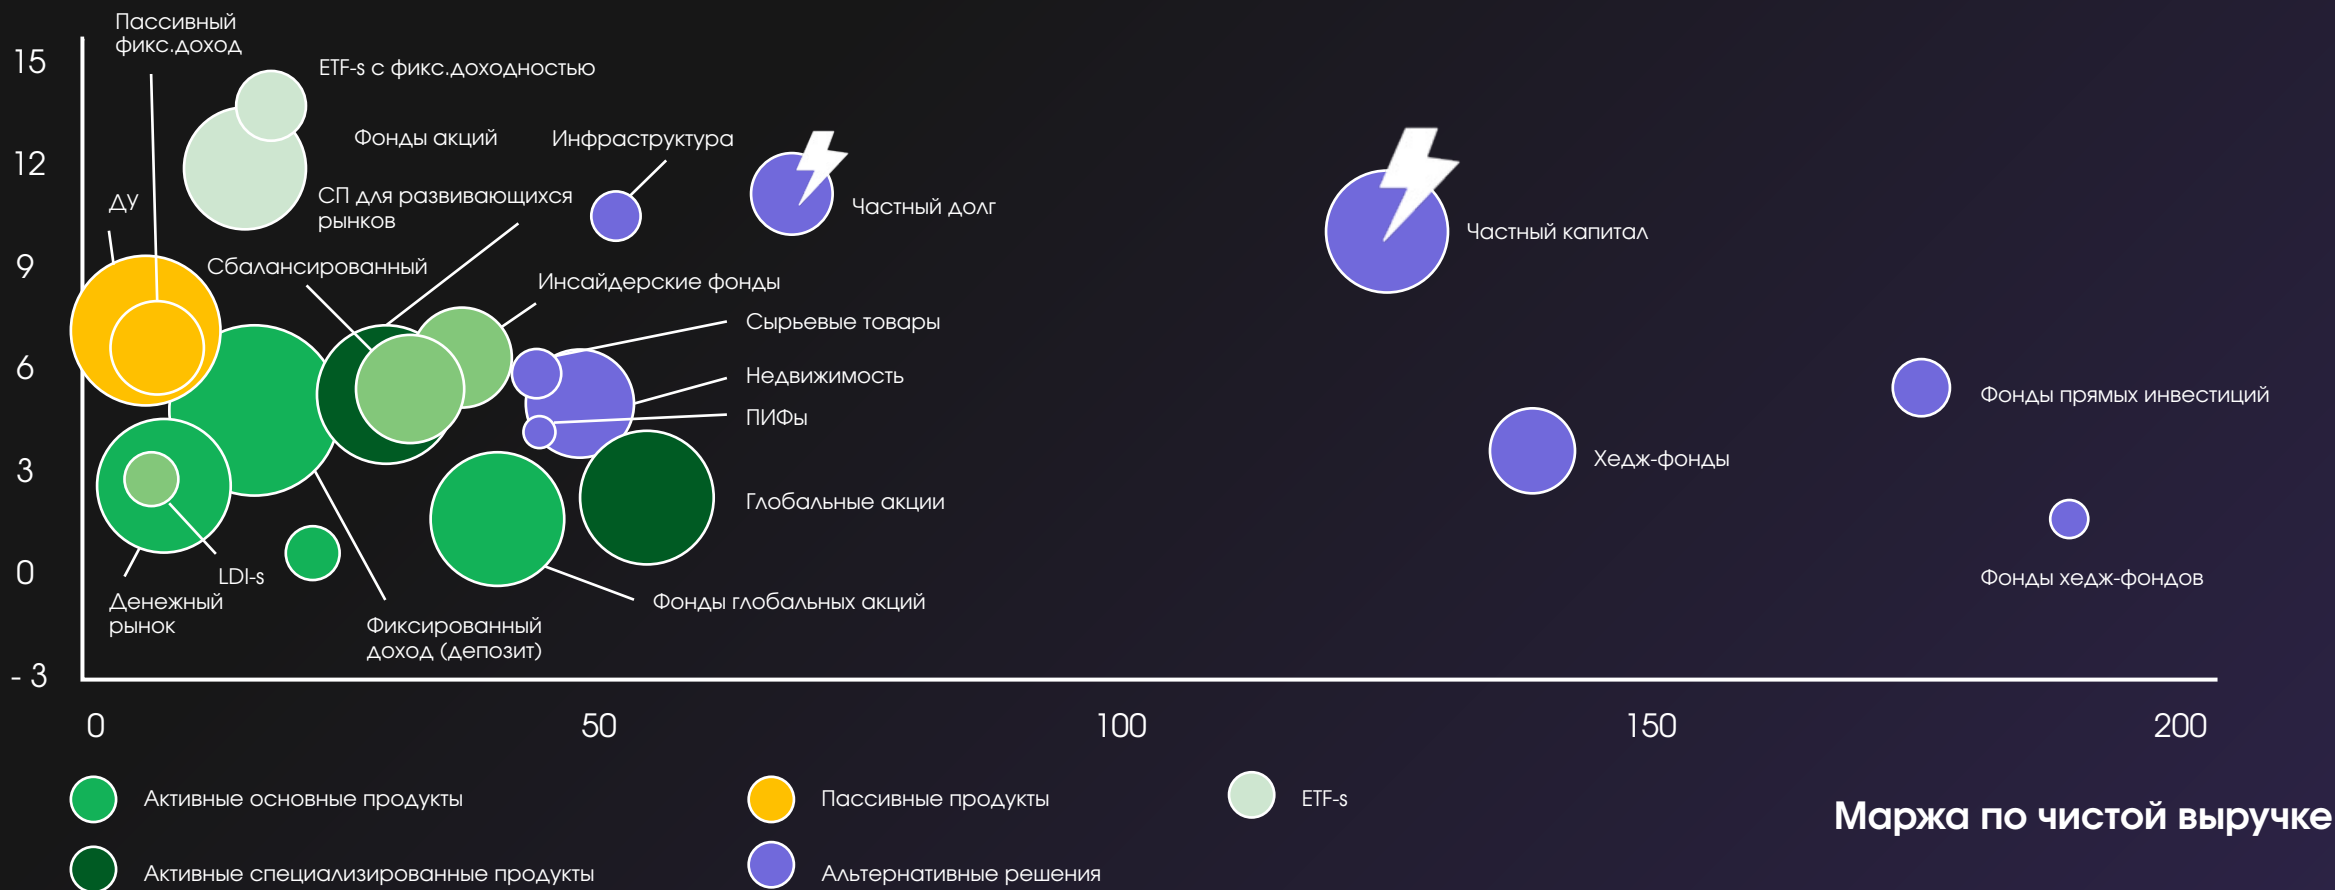 Пассивный
фикс.доход
15
ETF-s с фикс.доходностью
Фонды акций
Инфраструктура
12
ДУ
СП для развивающихся
рынков
Частный долг
Частный капитал
9
Сбалансированный
Инсайдерские фонды
Сырьевые товары
6
Недвижимость
Фонды прямых инвестиций
ПИФы
3
Хедж-фонды
Глобальные акции
0
LDI-s
Фонды хедж-фондов
Денежный
рынок
Фонды глобальных акций
Фиксированный
доход (депозит)
- 3
0
50
100
150
200
Активные основные продукты
Пассивные продукты
ETF-s
Маржа по чистой выручке
Активные специализированные продукты
Альтернативные решения